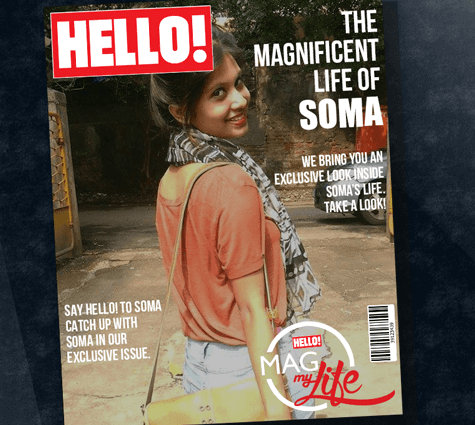 HELLO!
THE
MAGNIFICENT
LIFE OF
SOMA
WE BRING YOU AN
EXCLUSIVE LOOK INSIDE
SOMA'S LIFE.
TAKE A LOOK!
SAY HELLO! TO SOMA
CATCH UP WITH
SOMA IN OUR
EXCLUSIVE ISSUE.
HELLO!
MAG
my Life